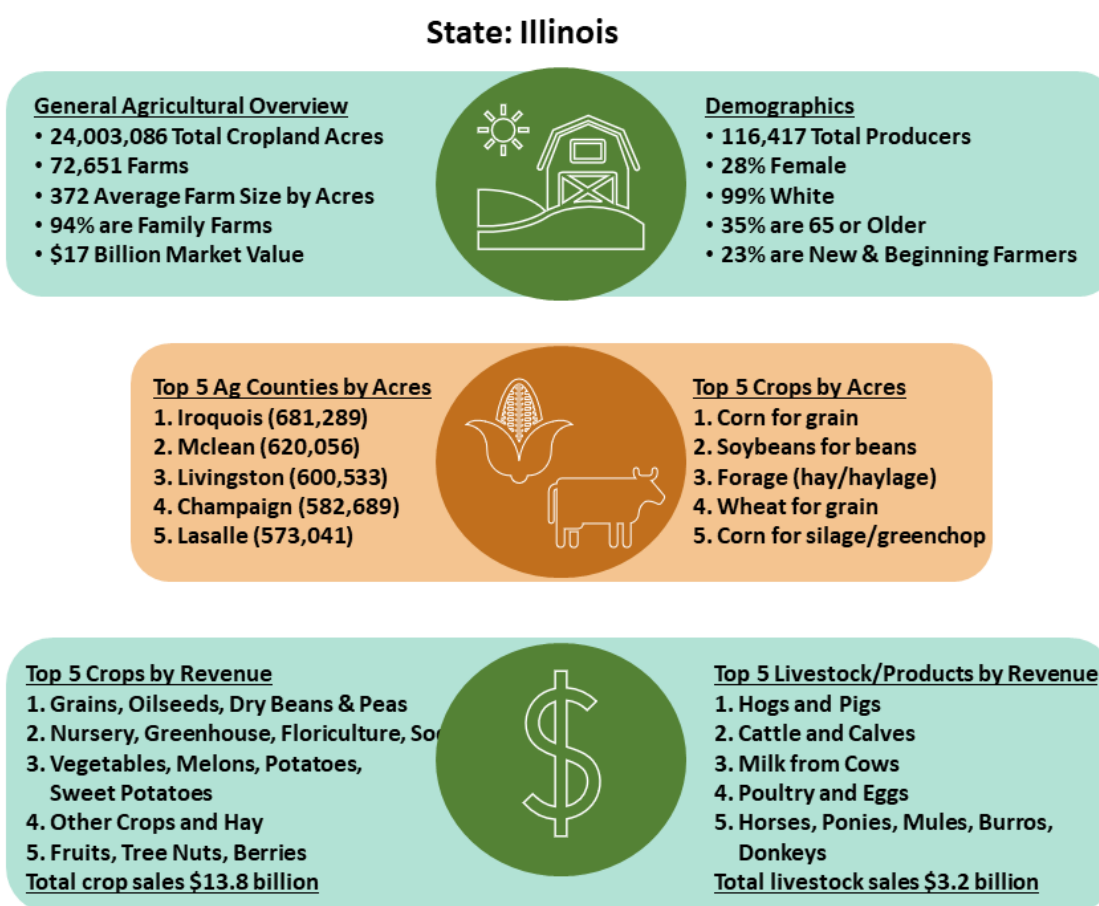 State: Illinois
General Agricultural Overview
• 24,003,086 Total Cropland Acres
• 72,651 Farms
• 372 Average Farm Size by Acres
• 94% are Family Farms
• $17 Billion Market Value
Demographics
• 116,417 Total Producers
• 28% Female
• 99% White
• 35% are 65 or Older
• 23% are New & Beginning Farmers
Top 5 Ag Counties by Acres
1. Iroquois (681,289)
2. Mclean (620,056)
3. Livingston (600,533)
4. Champaign (582,689)
5. Lasalle (573,041)
Top 5 Crops by Acres
1. Corn for grain
2. Soybeans for beans
3. Forage (hay/haylage)
4. Wheat for grain
5. Corn for silage/greenchop
Top 5 Crops by Revenue
1. Grains, Oilseeds, Dry Beans & Peas
2. Nursery, Greenhouse, Floriculture,
3. Vegetables, Melons, Potatoes,
Sweet Potatoes
4. Other Crops and Hay
5. Fruits, Tree Nuts, Berries
Total crop sales $13.8 billion
Top 5 Livestock/Products by Revenue
1. Hogs and Pigs
2. Cattle and Calves
3. Milk from Cows
4. Poultry and Eggs
5. Horses, Ponies, Mules, Burros,
Donkeys
Total livestock sales $3.2 billion